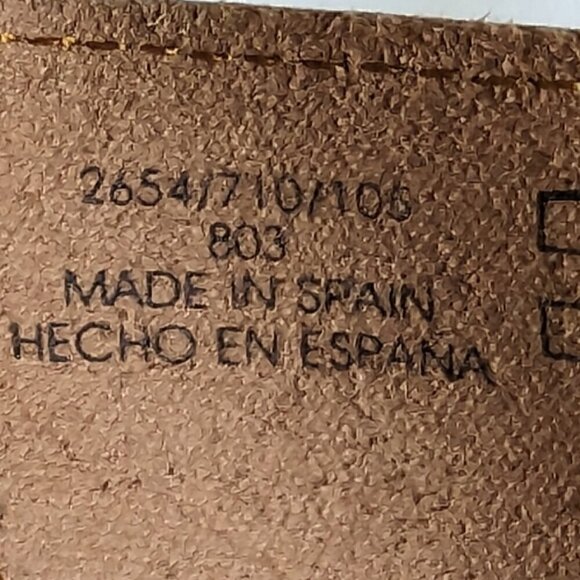 2654/710/106
803
MADE IN SPAIN
HECHO EN ESPAÑA